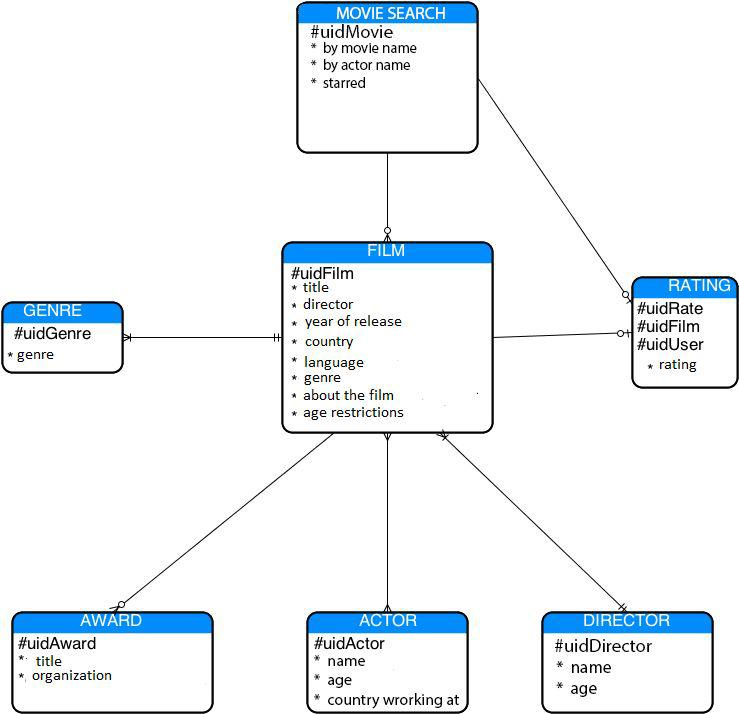 MOVIE SEARCH
#uidMovie
* by movie name
* by actor name
* starred
FILM
#uidFilm
* title
* director
* year of release
* country
* language
* genre
* about the film
* age restrictions
GENRE
#uidGenre
* genre
RATING
#uidRate
#uidFilm
#uidUser
* rating
AWARD
#uidAward
* title
* organization
ACTOR
#uidActor
* name
* age
* country wrorking at
DIRECTOR
#uidDirector
* name
* age